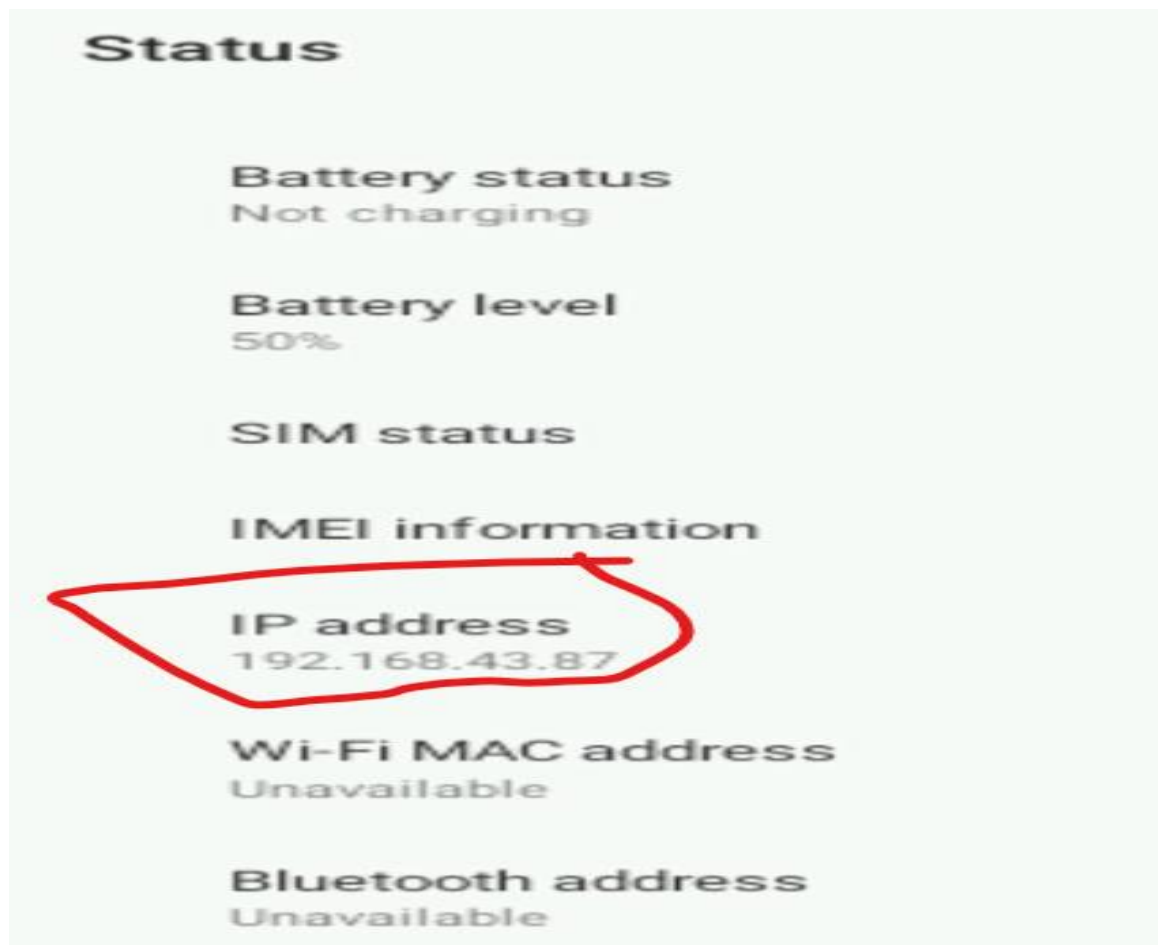 Status
Battery status
Not charging
Battery level
50%
SIM status
IMEI information
IP address
192.168.43.87
Wi-Fi MAC address
Unavailable
Bluetooth address
Unavailable